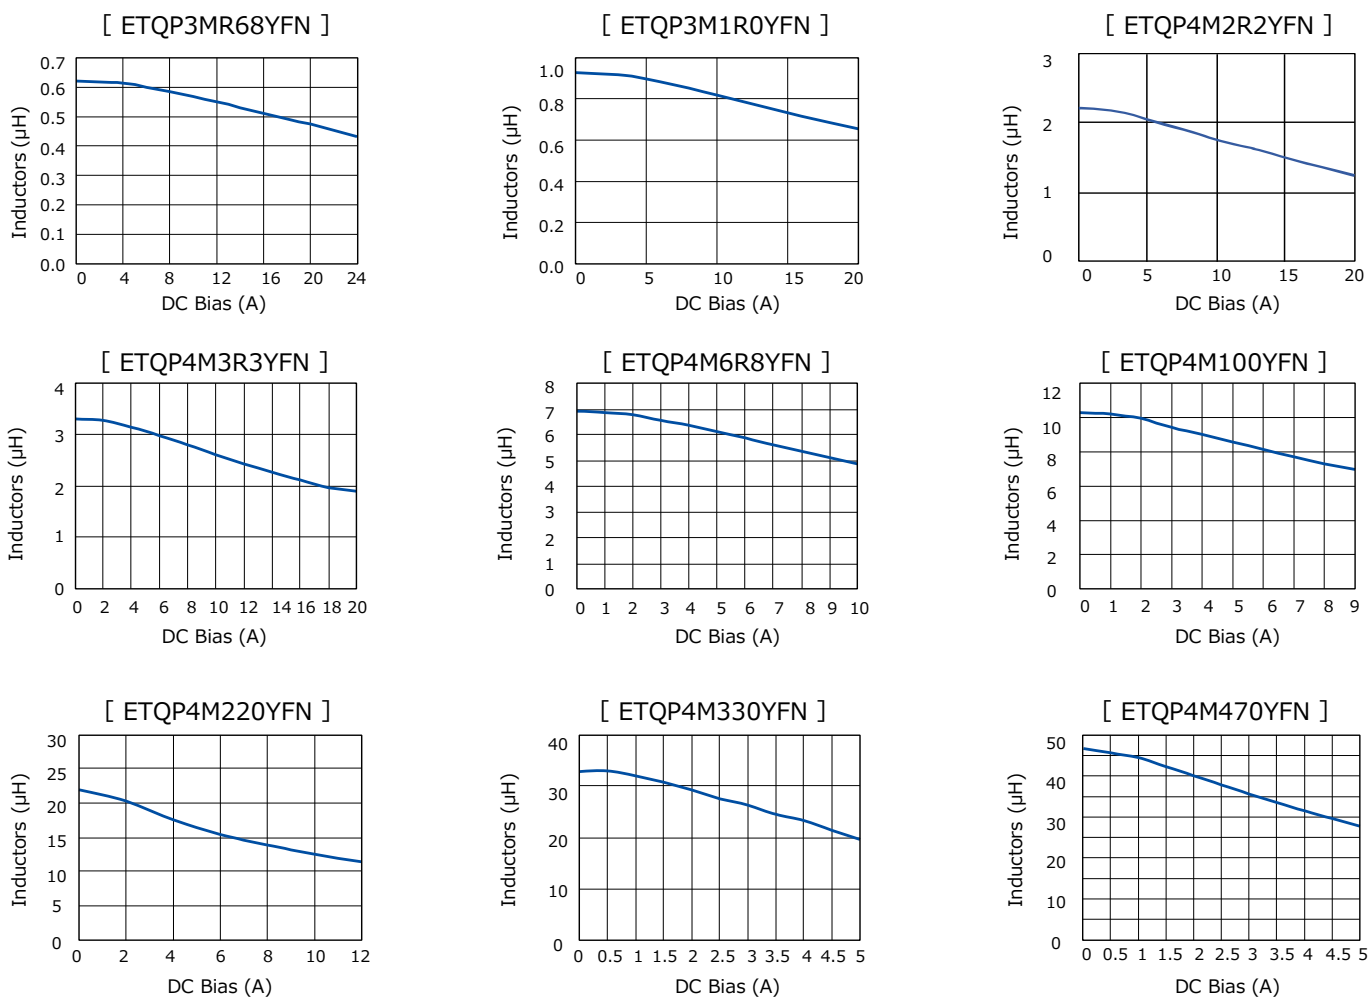 [ ETQP3MR68YFN ]
Inductors (μH)
0.7
0.6
0.5
0.4
0.3
0.2
0.1
0.0
0 4 8 12 16 20 24
DC Bias (A)
[ ETQP3M1R0YFN ]
Inductors (μH)
1.0
0.8
0.6
0.4
0.2
0.0
0 5 10 15 20
DC Bias (A)
[ ETQP4M2R2YFN ]
Inductors (μH)
3
2
1
0
0 5 10 15 20
DC Bias (A)
[ ETQP4M3R3YFN ]
Inductors (μH)
4
3
2
1
0
0 2 4 6 8 10 12 14 16 18 20
DC Bias (A)
[ ETQP4M6R8YFN ]
Inductors (μH)
8
7
6
5
4
3
2
1
0
0 1 2 3 4 5 6 7 8 9 10
DC Bias (A)
[ ETQP4M100YFN ]
Inductors (μH)
12
10
8
6
4
2
0
0 1 2 3 4 5 6 7 8 9
DC Bias (A)
[ ETQP4M220YFN ]
Inductors (μH)
30
25
20
15
10
5
0
0 2 4 6 8 10 12
DC Bias (A)
[ ETQP4M330YFN ]
Inductors (μH)
40
30
20
10
0
0 0.5 1 1.5 2 2.5 3 3.5 4 4.5 5
DC Bias (A)
[ ETQP4M470YFN ]
Inductors (μH)
50
40
30
20
10
0
0 0.5 1 1.5 2 2.5 3 3.5 4 4.5 5
DC Bias (A)